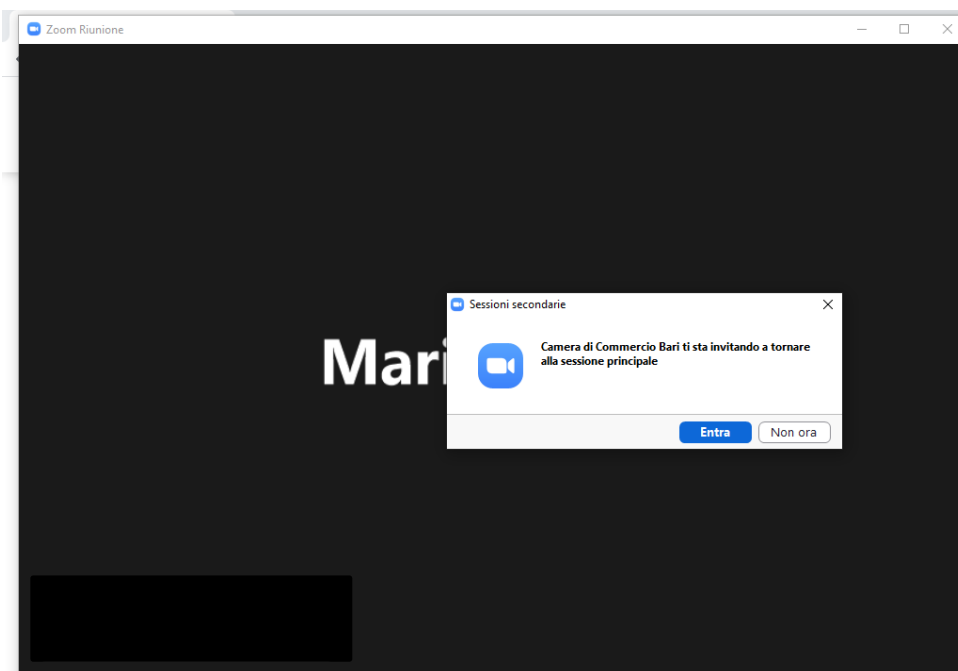 Zoom Riunione
Sessioni secondarie
Camera di Commercio Bari ti sta invitando a tornare
alla sessione principale
Mari
Entra
Non ora